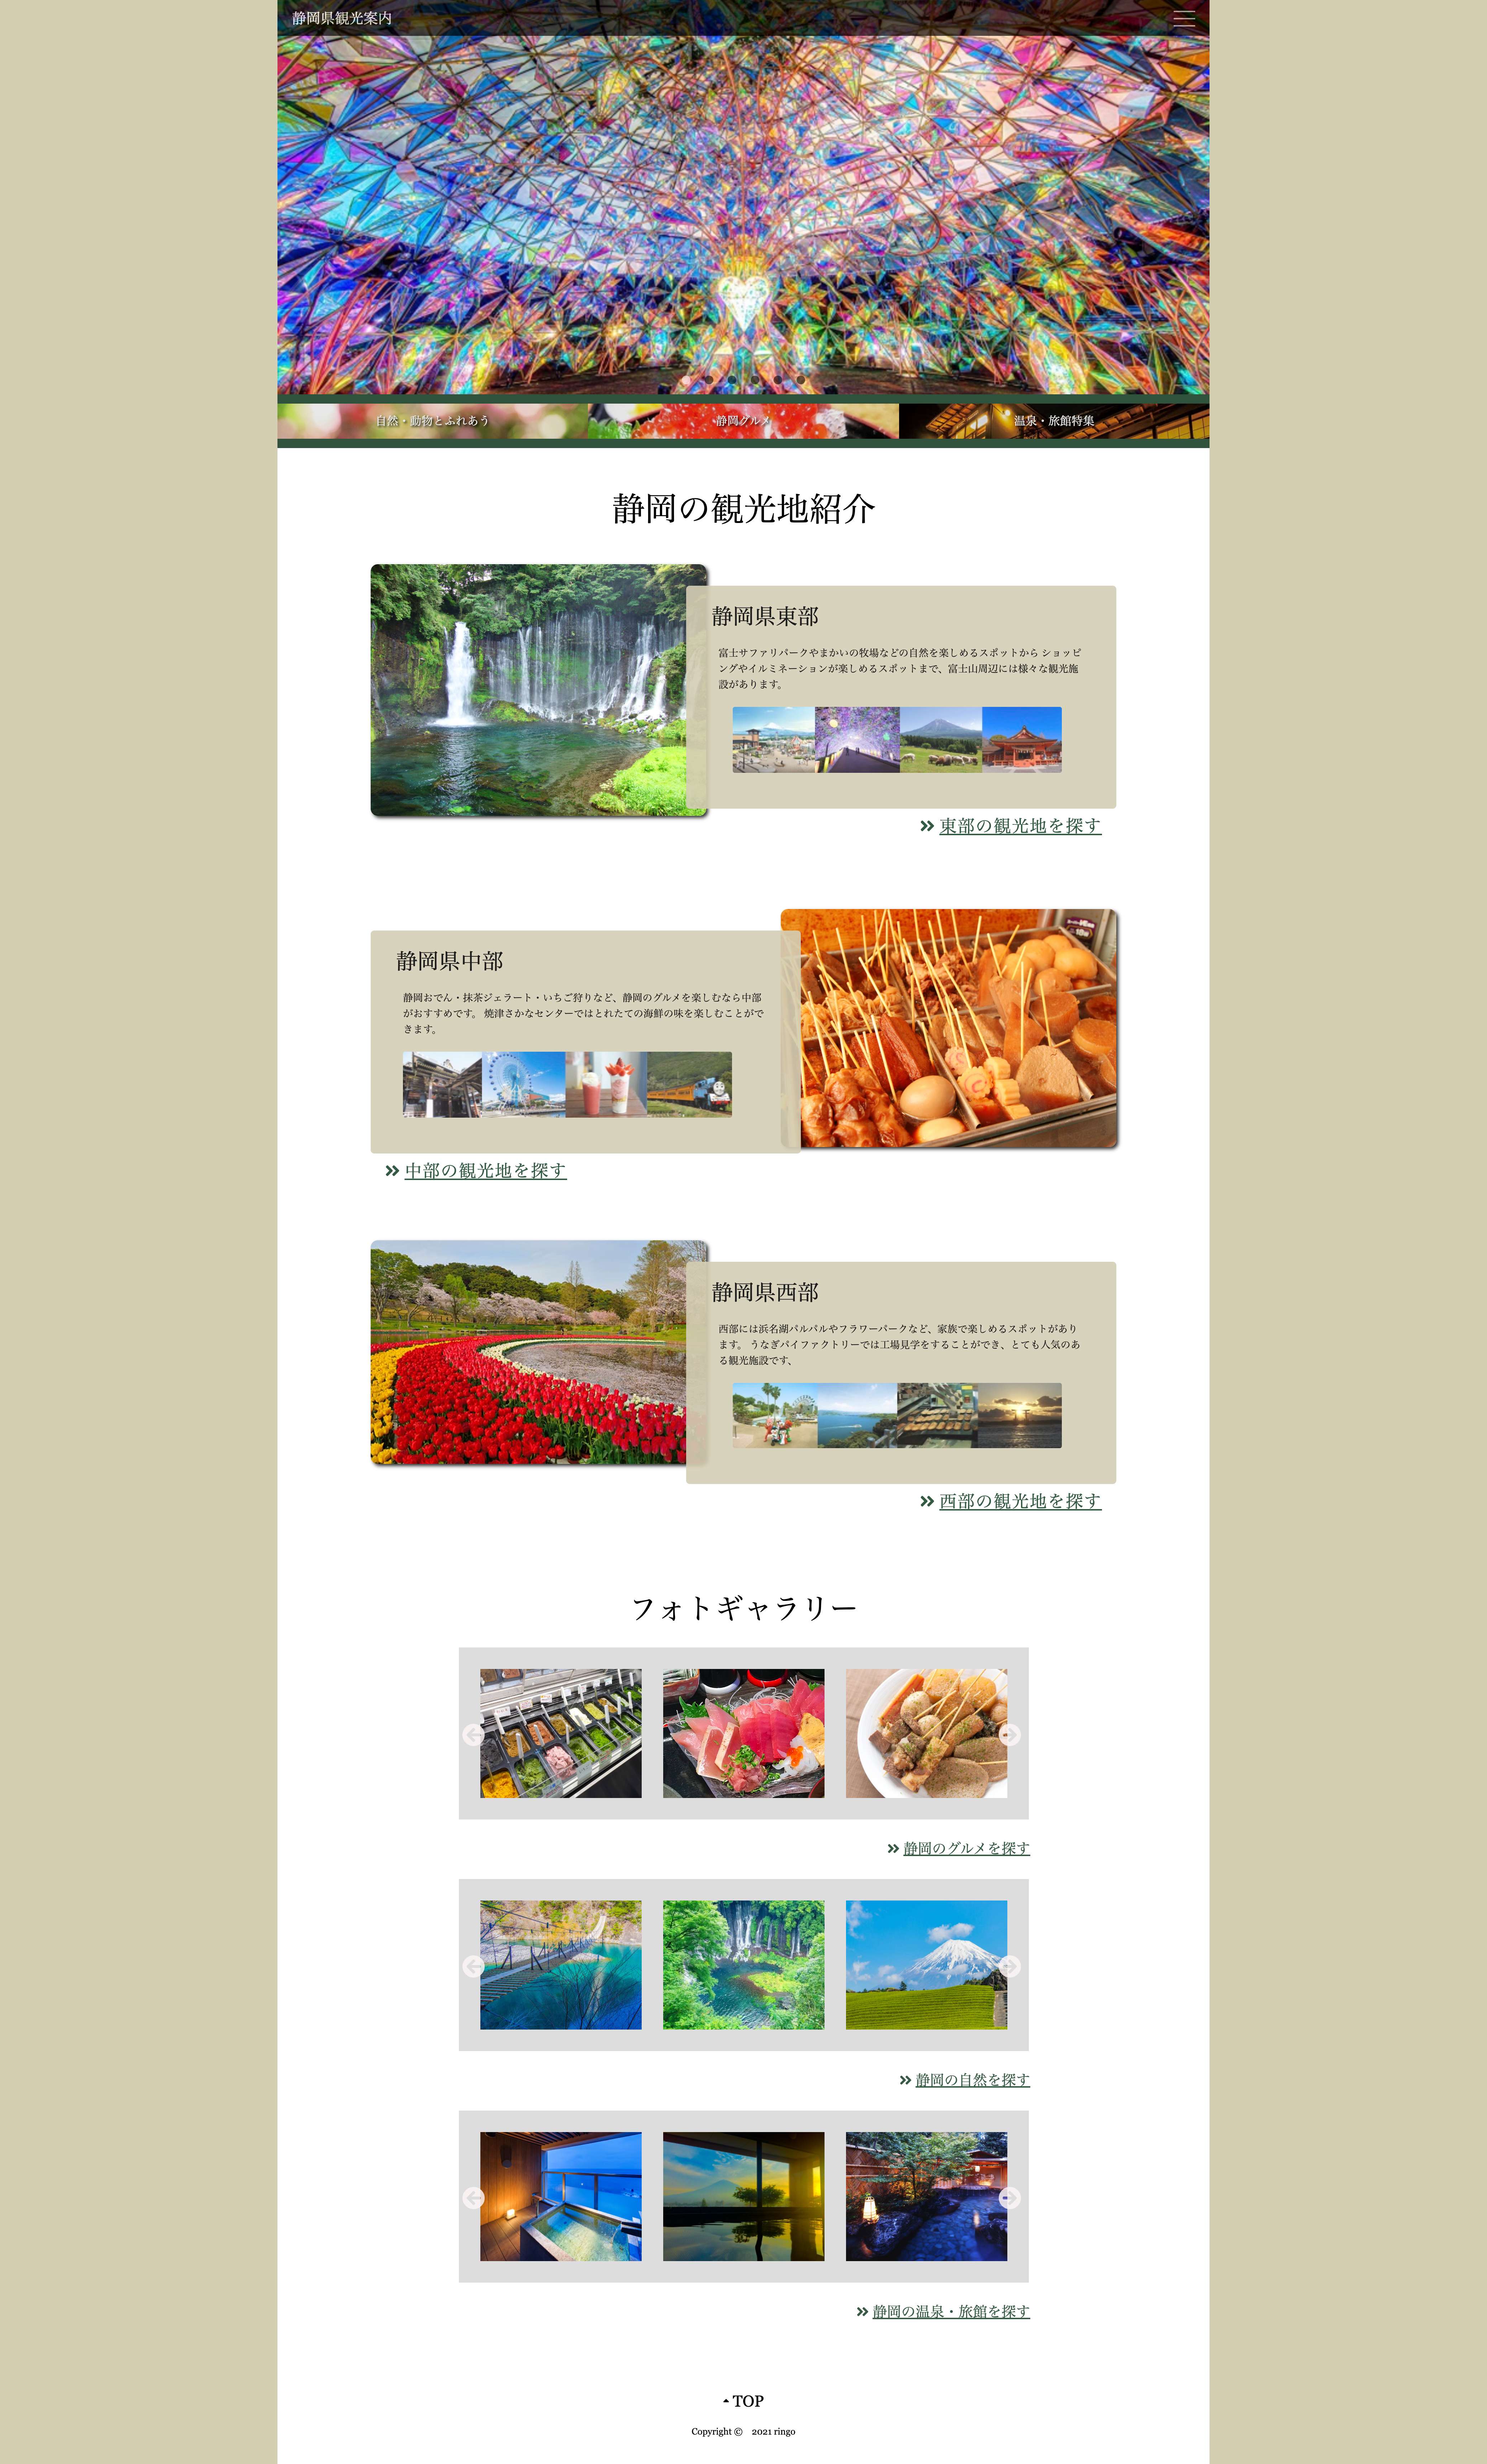 静岡県観光案内
自然・動物とふれあう
静岡グルメ
温泉・旅館特集
静岡の観光地紹介
静岡県東部
富士サファリパークやまかいの牧場などの自然を楽しめるスポットから ショッピ
ングやイルミネーションが楽しめるスポットまで、富士山周辺には様々な観光施
設があります。
東部の観光地を探す
静岡県中部
静岡おでん・抹茶ジェラート・いちご狩りなど、静岡のグルメを楽しむなら中部
がおすすめです。 焼津さかなセンターではとれたての海鮮の味を楽しむことがで
きます。
中部の観光地を探す
静岡県西部
西部には浜名湖パルパルやフラワーパークなど、家族で楽しめるスポットがあり
ます。 うなぎパイファクトリーでは工場見学をすることができ、とても人気のあ
る観光施設です、
西部の観光地を探す
フォトギャラリー
静岡のグルメを探す
静岡の自然を探す
静岡の温泉・旅館を探す
TOP
Copyright © 2021 ringo